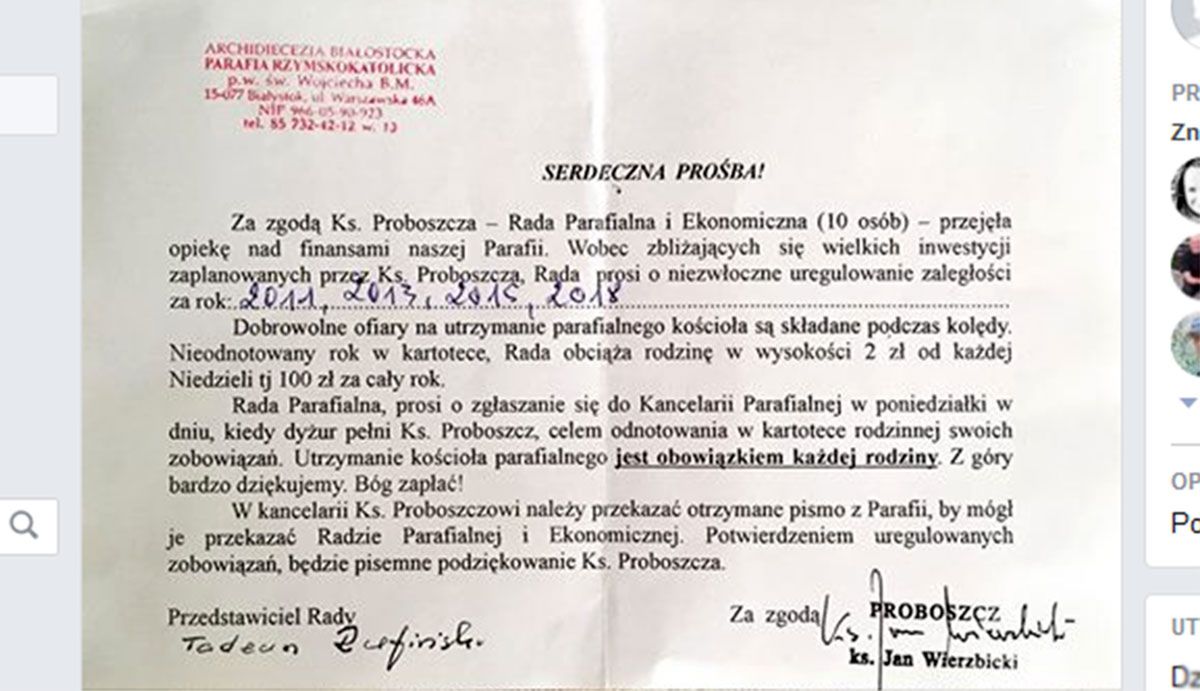 ARCHIDIECEZJA BIAŁOSTOCKA
PARAFIA RZYMSKOKATOLICKA
p.w. św. Wojciecha B.M.
15-077 Białystok, ul. Warszawska 46A
NIP 966-05-90-923
tel. 85 732-42-12 w. 13
SERDECZNA PROŚBA!
Za zgodą Ks. Proboszcza – Rada Parafialna i Ekonomiczna (10 osób) – przejęła
opiekę nad finansami naszej Parafii. Wobec zbliżających się wielkich inwestycji
zaplanowanych przez Ks. Proboszcza, Rada prosi o niezwłoczne uregulowanie zaległości
za rok: 2011, 2013, 2015, 2018
Dobrowolne ofiary na utrzymanie parafialnego kościoła są składane podczas kolędy.
Nieodnotowany rok w kartotece, Rada obciąża rodzinę w wysokości 2 zł od każdej
Niedzieli tj 100 zł za cały rok.
Rada Parafialna, prosi o zgłaszanie się do Kancelarii Parafialnej w poniedziałki w
dniu, kiedy dyżur pełni Ks. Proboszcz, celem odnotowania w kartotece rodzinnej swoich
zobowiązań. Utrzymanie kościoła parafialnego jest obowiązkiem każdej rodziny. Z góry
bardzo dziękujemy. Bóg zapłać!
W kancelarii Ks. Proboszczowi należy przekazać otrzymane pismo z Parafii, by mógł
je przekazać Radzie Parafialnej i Ekonomicznej. Potwierdzeniem uregulowanych
zobowiązań, będzie pisemne podziękowanie Ks. Proboszcza.
Przedstawiciel Rady
Tadeusz
Za zgodą PROBOSZCZ
Ks. Jan Wierzbicki
ks. Jan Wierzbicki
PR
Zn
OP
Po
UT
Dz